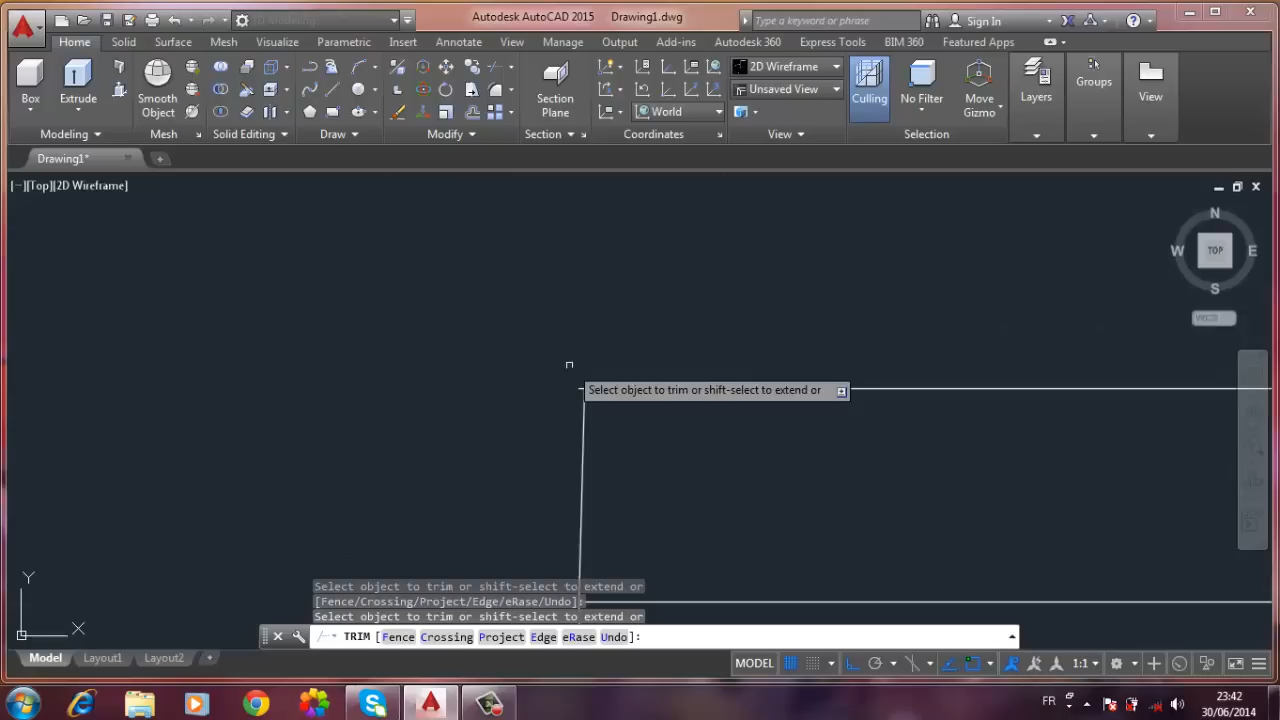 3D Modeling
Autodesk AutoCAD 2015 Drawing1.dwg
Type a keyword or phrase
Sign In
Home Solid Surface Mesh Visualize Parametric Insert Annotate View Manage Output Add-ins Autodesk 360 Express Tools BIM 360 Featured Apps
2D Wireframe
Unsaved View
World
Box Extrude Smooth Object Section Plane Culling No Filter Move Gizmo Layers Groups View
Modeling Mesh Solid Editing Draw Modify Section Coordinates View Selection
Drawing1*
[−][Top][2D Wireframe]
N
W TOP E
S
WCS
Select object to trim or shift-select to extend or
Y
X
Select object to trim or shift-select to extend or
[Fence/Crossing/Project/Edge/eRase/Undo]:
Select object to trim or shift-select to extend or
TRIM [Fence Crossing Project Edge eRase Undo]:
Model Layout1 Layout2 +
MODEL 1:1
FR
23:42
30/06/2014